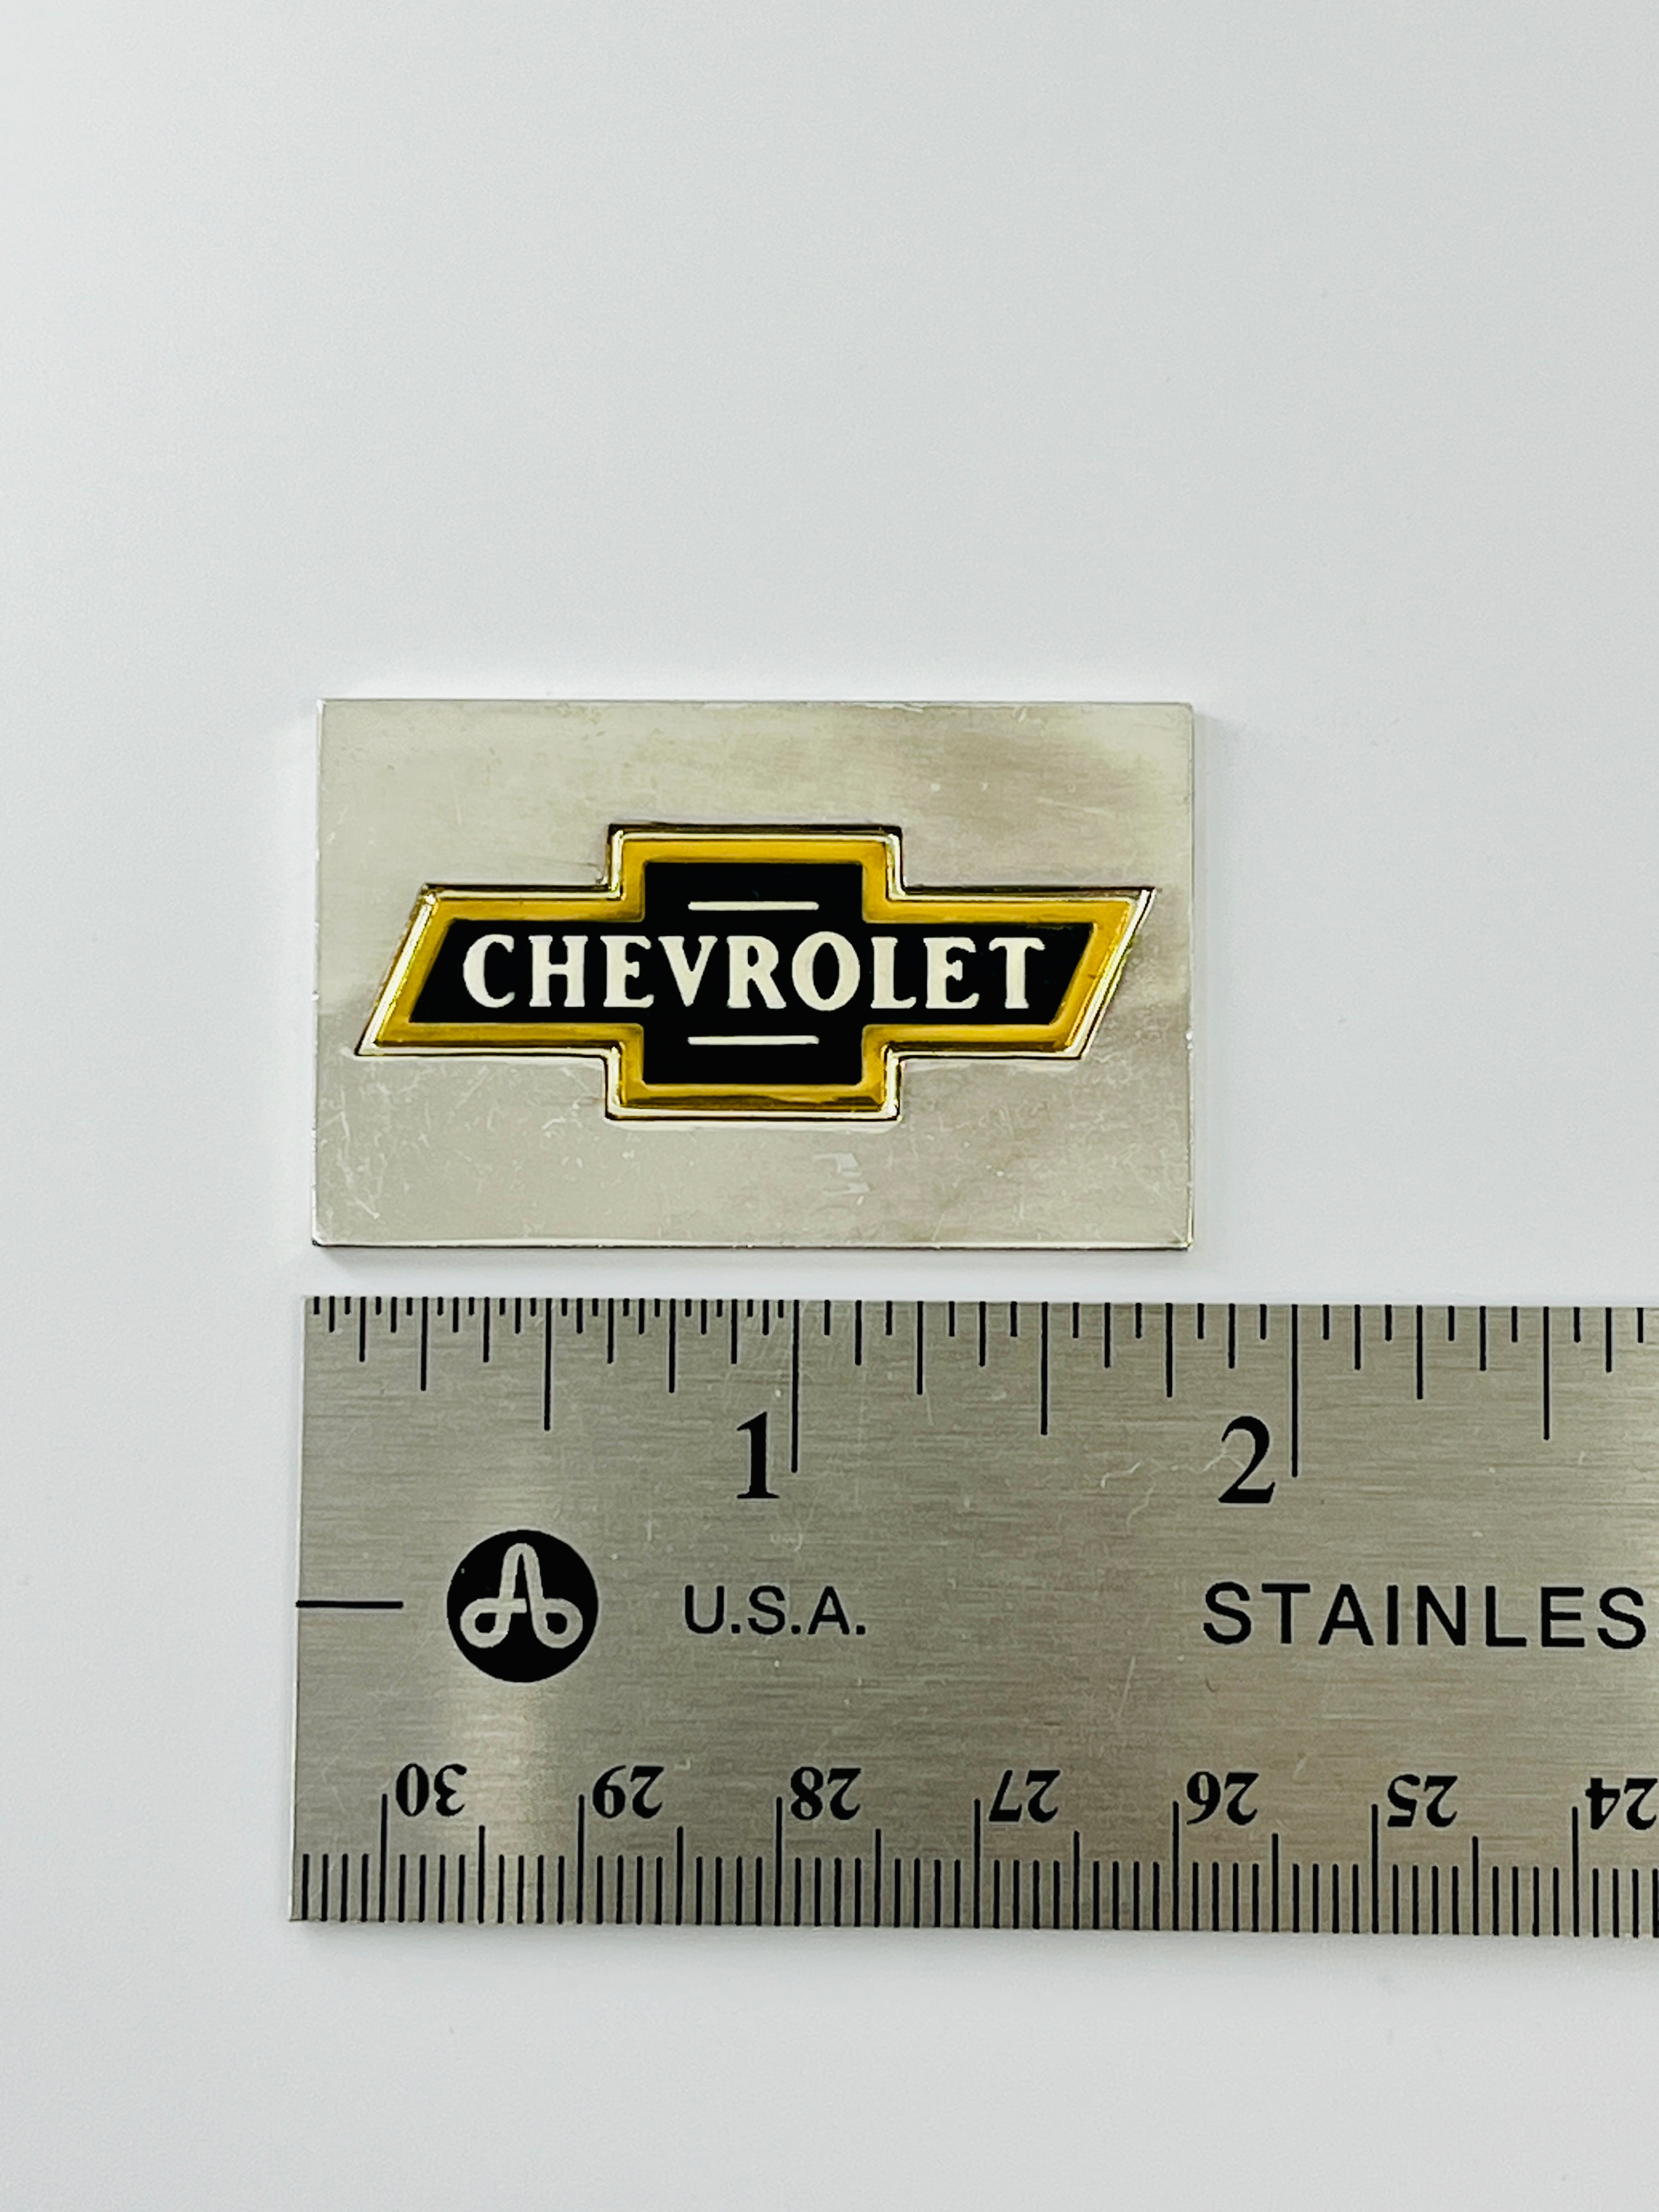 CHEVROLET
1 2
U.S.A. STAINLES
30 29 28 27 26 25 24